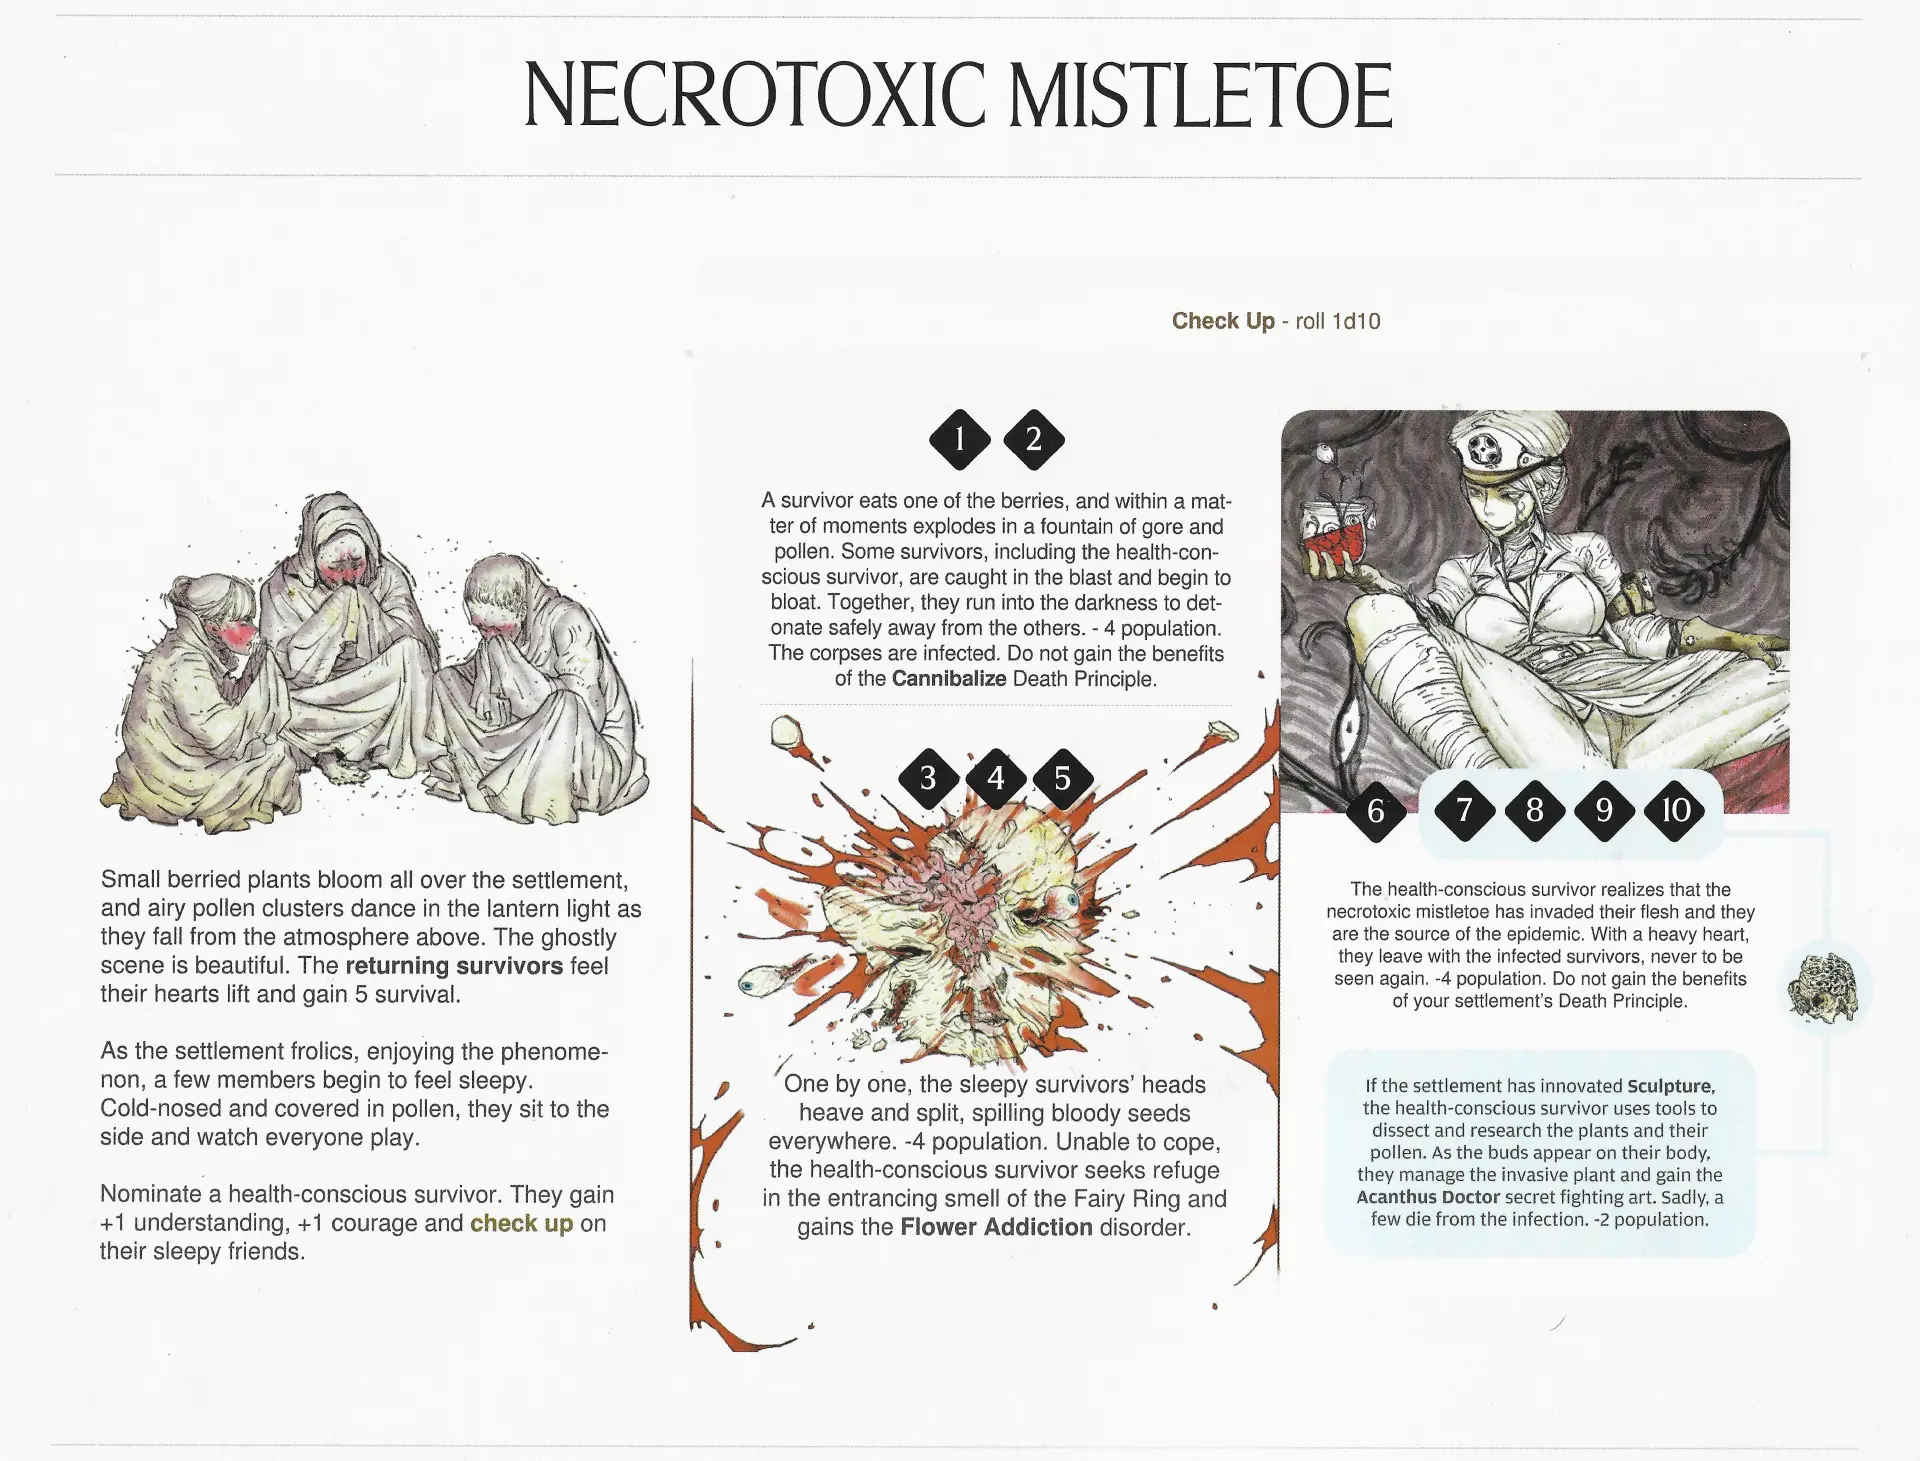 NECROTOXIC MISTLETOE
Check Up - roll 1d10
Small berried plants bloom all over the settlement,
and airy pollen clusters dance in the lantern light as
they fall from the atmosphere above. The ghostly
scene is beautiful. The returning survivors feel
their hearts lift and gain 5 survival.
As the settlement frolics, enjoying the phenome-
non, a few members begin to feel sleepy.
Cold-nosed and covered in pollen, they sit to the
side and watch everyone play.
Nominate a health-conscious survivor. They gain
+1 understanding, +1 courage and check up on
their sleepy friends.
1 2
A survivor eats one of the berries, and within a mat-
ter of moments explodes in a fountain of gore and
pollen. Some survivors, including the health-con-
scious survivor, are caught in the blast and begin to
bloat. Together, they run into the darkness to det-
onate safely away from the others. - 4 population.
The corpses are infected. Do not gain the benefits
of the Cannibalize Death Principle.
3 4 5
One by one, the sleepy survivors' heads
heave and split, spilling bloody seeds
everywhere. -4 population. Unable to cope,
the health-conscious survivor seeks refuge
in the entrancing smell of the Fairy Ring and
gains the Flower Addiction disorder.
6 7 8 9 10
The health-conscious survivor realizes that the
necrotoxic mistletoe has invaded their flesh and they
are the source of the epidemic. With a heavy heart,
they leave with the infected survivors, never to be
seen again. -4 population. Do not gain the benefits
of your settlement's Death Principle.
If the settlement has innovated Sculpture,
the health-conscious survivor uses tools to
dissect and research the plants and their
pollen. As the buds appear on their body,
they manage the invasive plant and gain the
Acanthus Doctor secret fighting art. Sadly, a
few die from the infection. -2 population.